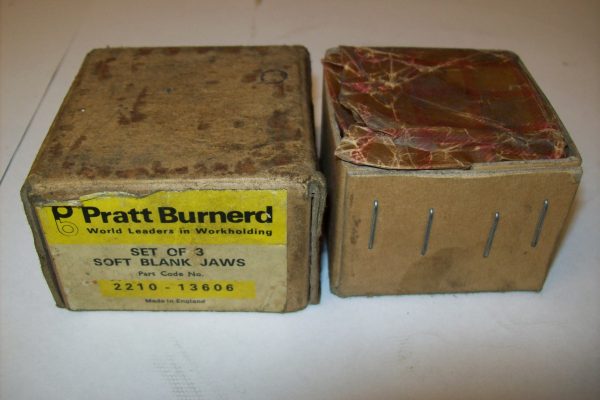 Pratt Burnerd
World Leaders in Workholding
SET OF 3
SOFT BLANK JAWS
Part Code No.
2210-13606
Made in England